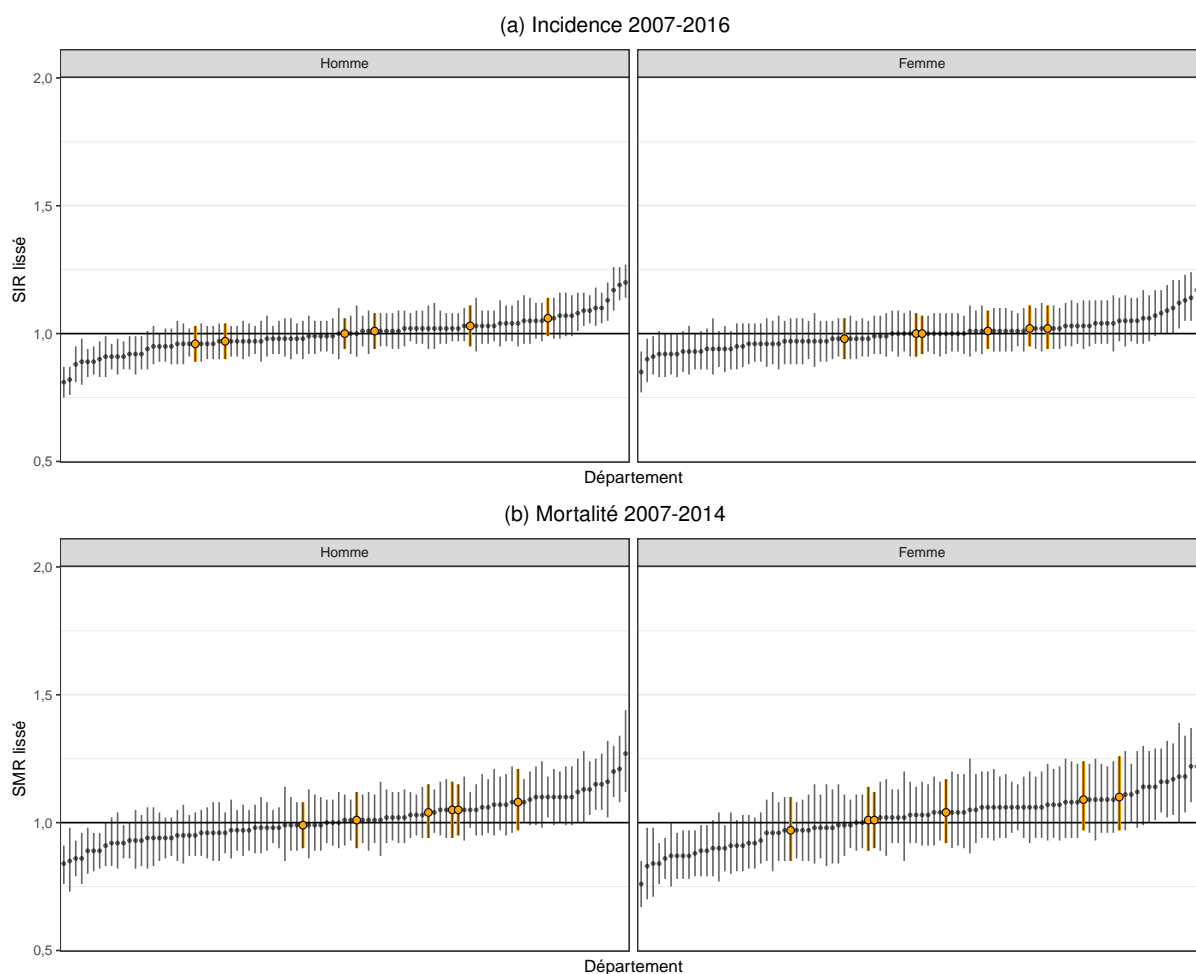 (a) Incidence 2007-2016
Homme
Femme
2,0
1,5
1,0
0,5
SIR lissé
Département
(b) Mortalité 2007-2014
Homme
Femme
2,0
1,5
1,0
0,5
SMR lissé
Département